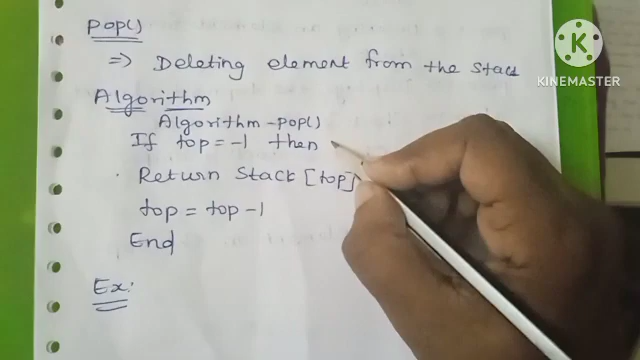 pop()
⇒ Deleting element from the stack
Algorithm
Algorithm-pop()
If top = -1 then
Return Stack [top]
top = top -1
End
Ex:
K
KINEMASTER